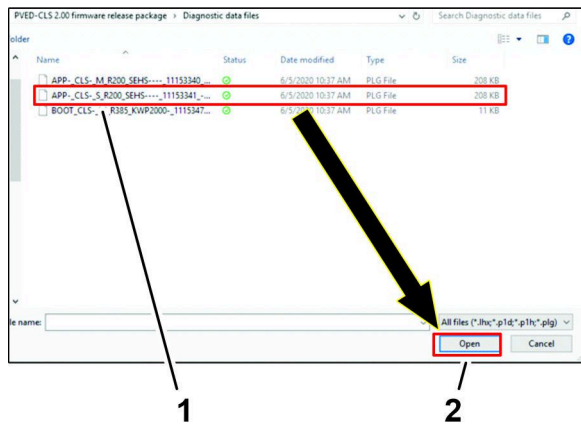 PVED-CLS 2.00 firmware release package > Diagnostic data files
Search Diagnostic data files
older
Name Status Date modified Type Size
APP-_CLS-_M_R200_SEHS----_11153340_... 6/5/2020 10:37 AM PLG File 208 KB
APP-_CLS-_S_R200_SEHS----_11153341_-... 6/5/2020 10:37 AM PLG File 208 KB
BOOT_CLS-_ R385_KWP2000-_1115347... 6/5/2020 10:37 AM PLG File 11 KB
le name: All files (*.lhx;*.p1d;*.p1h;*.plg)
Open Cancel
1 2